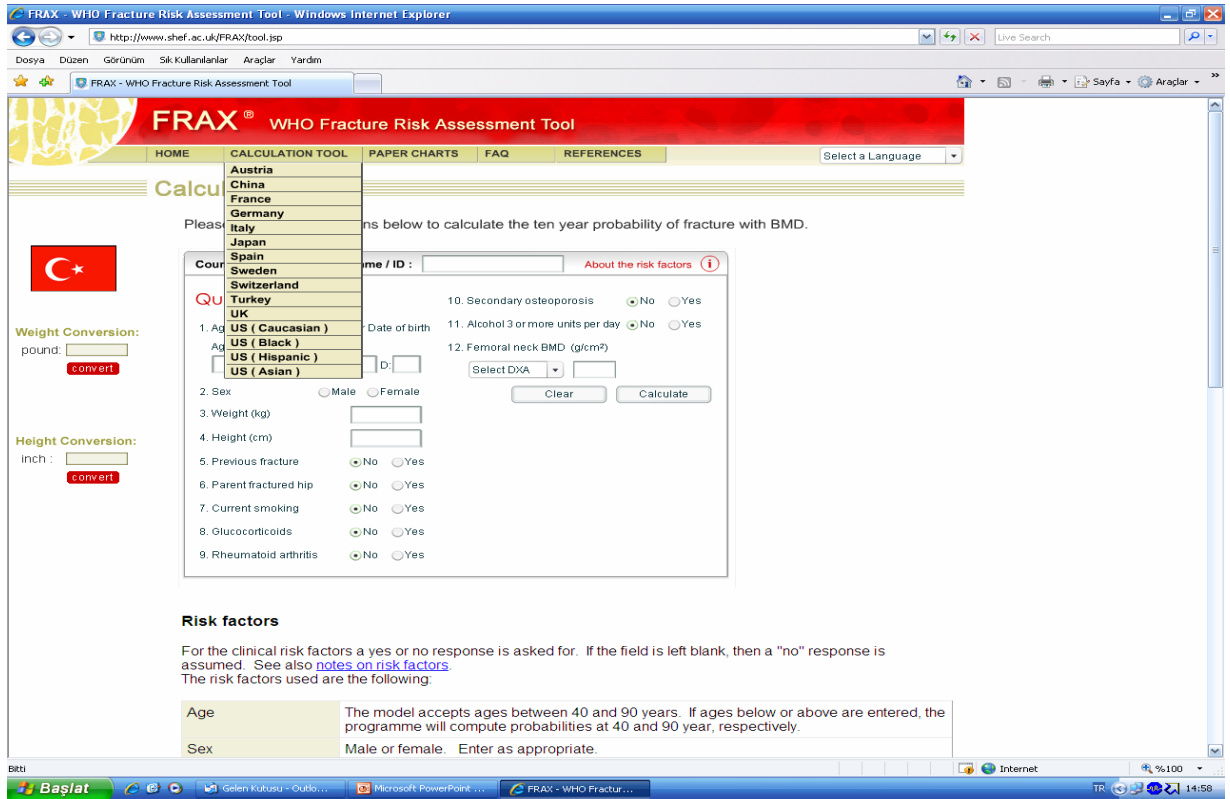 FRAX - WHO Fracture Risk Assessment Tool - Windows Internet Explorer
http://www.shef.ac.uk/FRAX/tool.jsp
Live Search
Dosya Düzen Görünüm Sık Kullanılanlar Araçlar Yardım
FRAX - WHO Fracture Risk Assessment Tool
Sayfa Araçlar
FRAX ® WHO Fracture Risk Assessment Tool
HOME CALCULATION TOOL PAPER CHARTS FAQ REFERENCES
Select a Language
Austria
China
France
Germany
Italy
Japan
Spain
Sweden
Switzerland
Turkey
UK
US ( Caucasian )
US ( Black )
US ( Hispanic )
US ( Asian )
Calcu
Pleas ns below to calculate the ten year probability of fracture with BMD.
Coun me / ID : About the risk factors i
Qu
1. Ag Date of birth
Ag D:
2. Sex Male Female
3. Weight (kg)
4. Height (cm)
5. Previous fracture No Yes
6. Parent fractured hip No Yes
7. Current smoking No Yes
8. Glucocorticoids No Yes
9. Rheumatoid arthritis No Yes
10. Secondary osteoporosis No Yes
11. Alcohol 3 or more units per day No Yes
12. Femoral neck BMD (g/cm²)
Select DXA
Clear Calculate
Weight Conversion:
pound:
convert
Height Conversion:
inch :
convert
Risk factors
For the clinical risk factors a yes or no response is asked for. If the field is left blank, then a "no" response is
assumed. See also notes on risk factors.
The risk factors used are the following:
Age The model accepts ages between 40 and 90 years. If ages below or above are entered, the
programme will compute probabilities at 40 and 90 year, respectively.
Sex Male or female. Enter as appropriate.
Bitti Internet %100
Başlat Gelen Kutusu - Outlo... Microsoft PowerPoint ... FRAX - WHO Fractur... TR 14:58